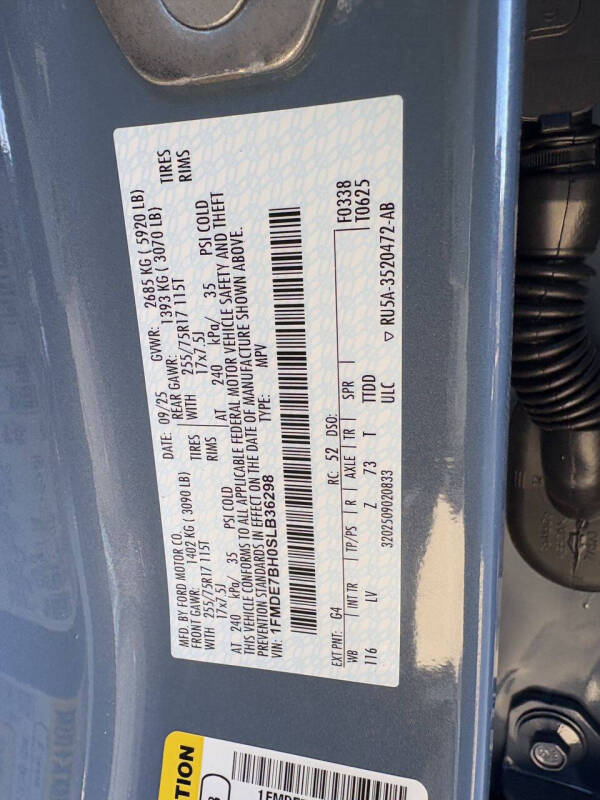 MFD. BY FORD MOTOR CO.
DATE: 09/25 GVWR: 2685 KG ( 5920 LB)
FRONT GAWR: 1402 KG (3090 LB) REAR GAWR: 1393 KG ( 3070 LB)
WITH 255/75R17 115T TIRES WITH 255/75R17 115T TIRES
17x7.5J RIMS 17x7.5J RIMS
AT 240 kPa/ 35 PSI COLD AT 240 kPa/ 35 PSI COLD
THIS VEHICLE CONFORMS TO ALL APPLICABLE FEDERAL MOTOR VEHICLE SAFETY AND THEFT
PREVENTION STANDARDS IN EFFECT ON THE DATE OF MANUFACTURE SHOWN ABOVE.
VIN: 1FMDE7BH0SLB36298 TYPE: MPV
F0338
EXT PNT: G4 RC: 52 DSO: T0625
WB INT TR TP/PS R AXLE TR SPR
116 LV Z 73 T TTDD
3202509020833 ULC ▽ RU5A-3520472-AB
TION